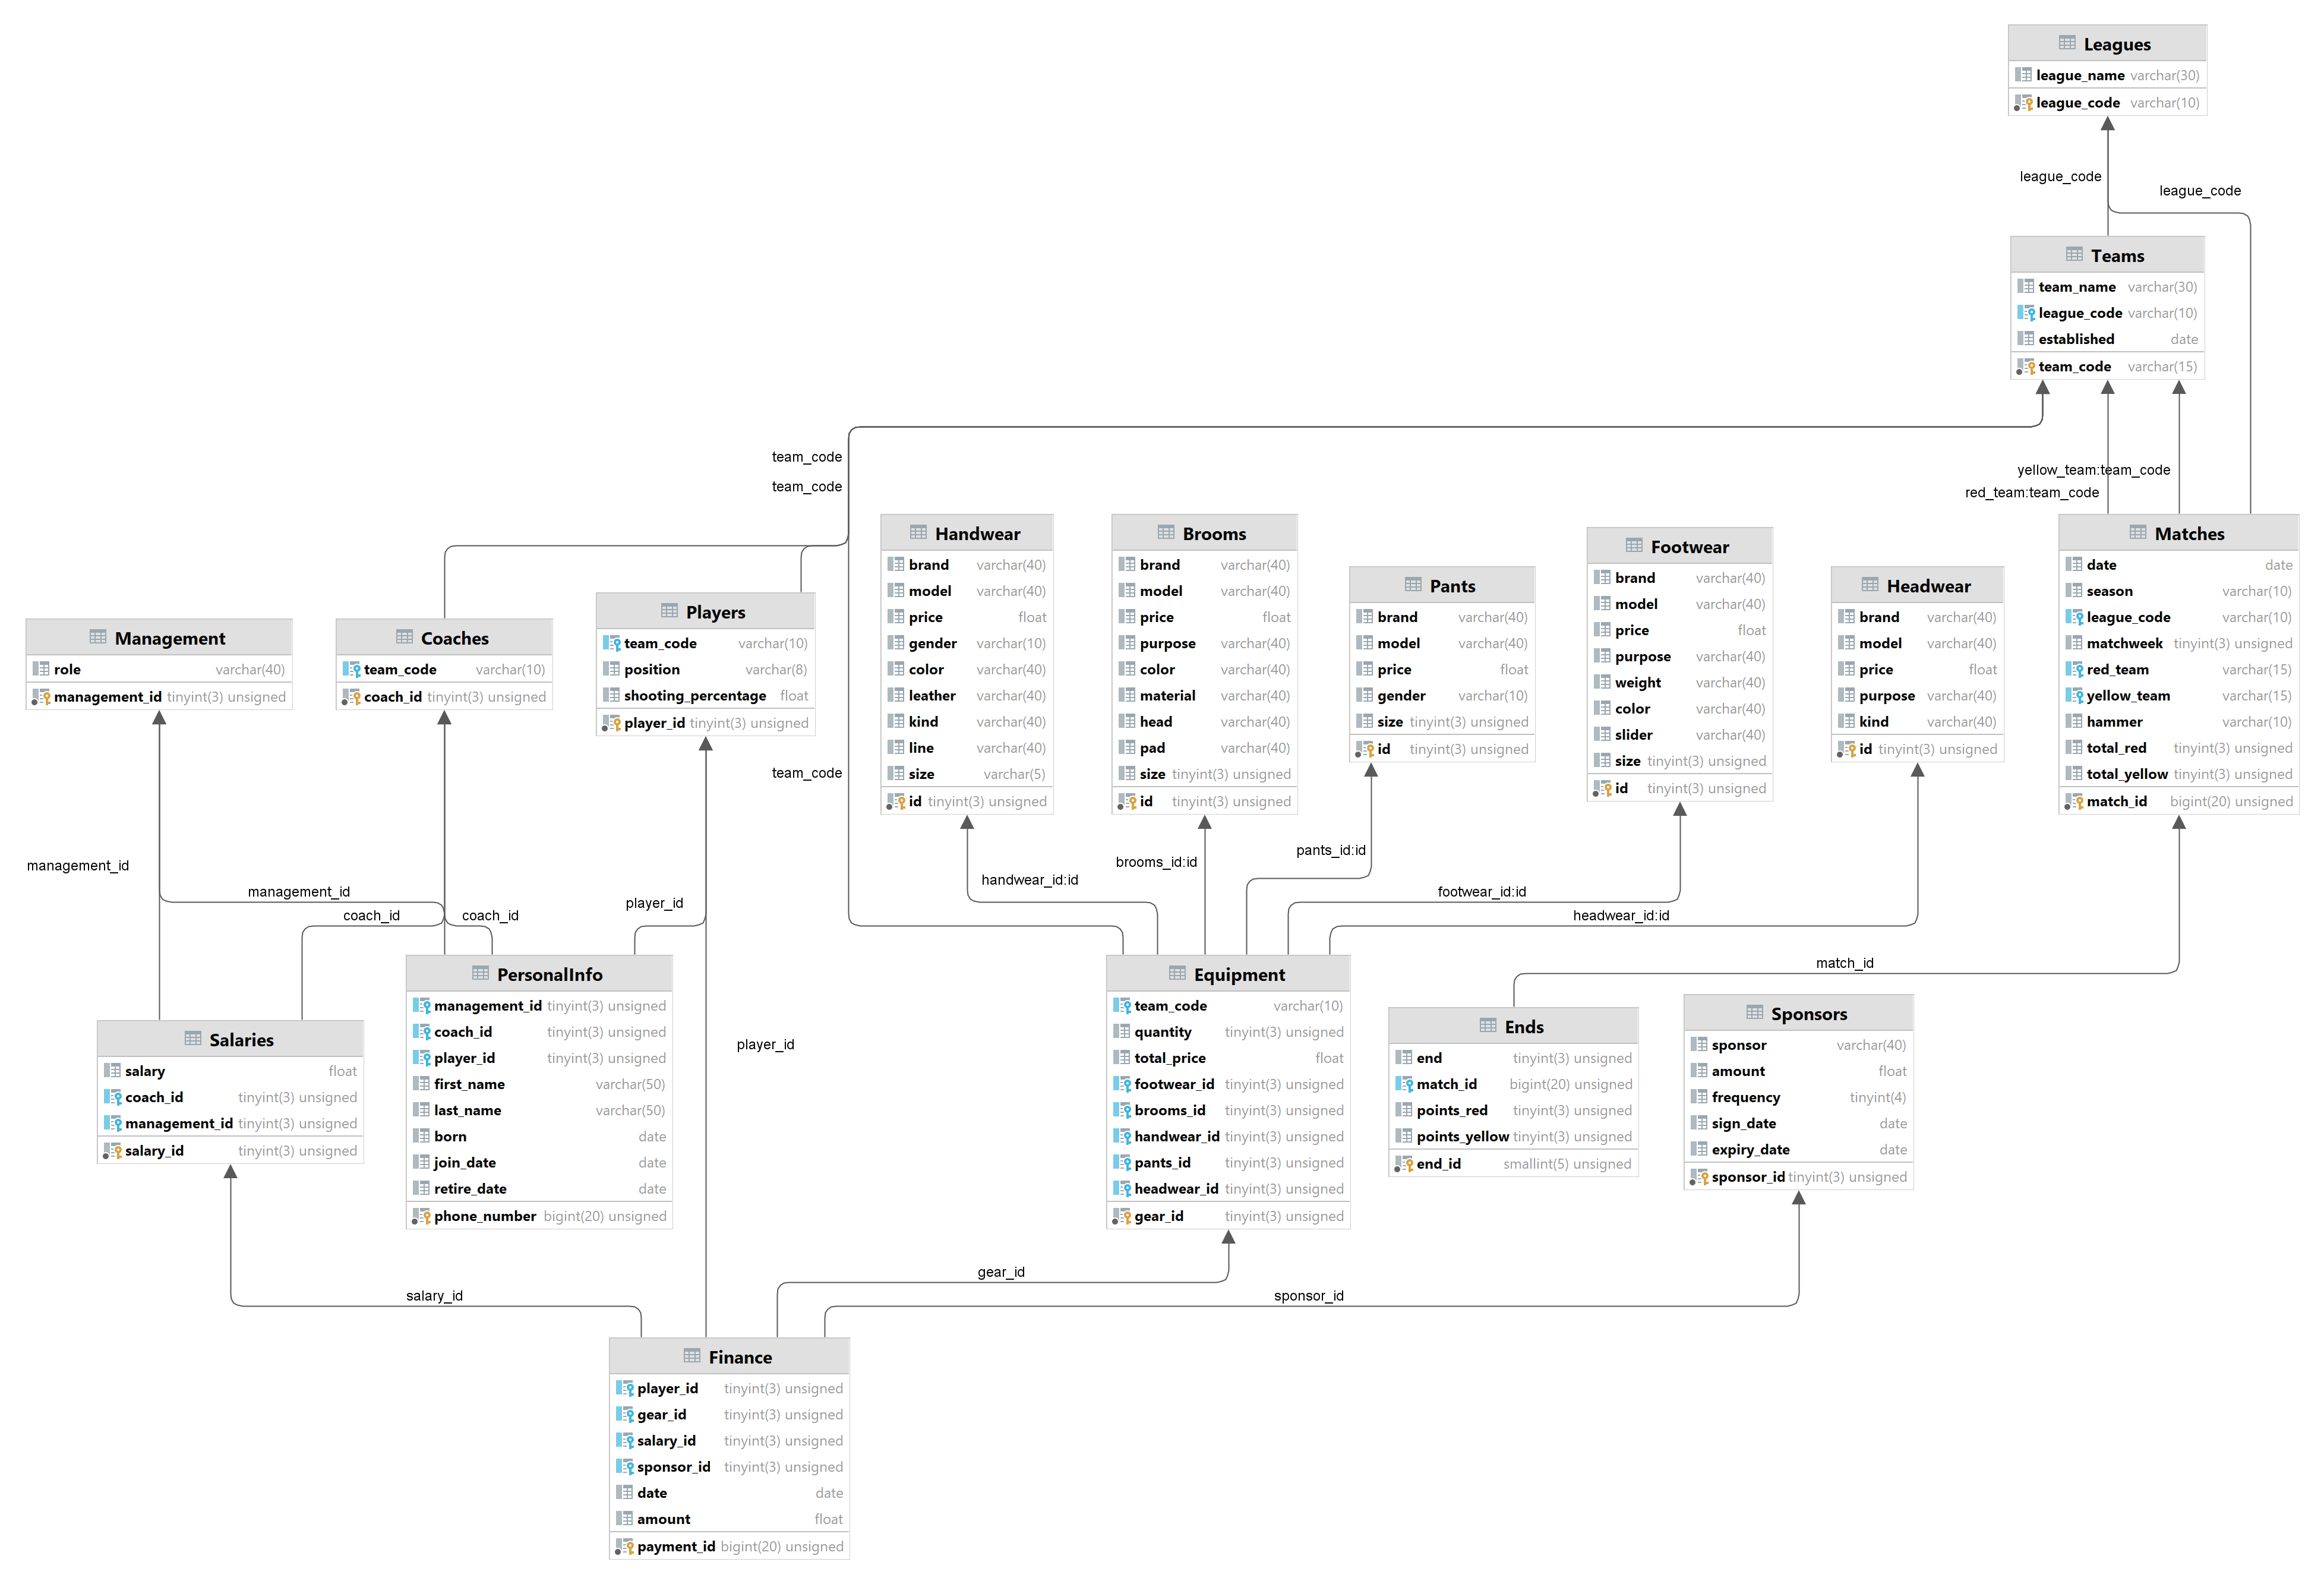 Leagues
league_name varchar(30)
league_code varchar(10)
league_code
league_code
Teams
team_name varchar(30)
league_code varchar(10)
established date
team_code varchar(15)
team_code
team_code
yellow_team:team_code
red_team:team_code
Management
role varchar(40)
management_id tinyint(3) unsigned
Coaches
team_code varchar(10)
coach_id tinyint(3) unsigned
Players
team_code varchar(10)
position varchar(8)
shooting_percentage float
player_id tinyint(3) unsigned
Handwear
brand varchar(40)
model varchar(40)
price float
gender varchar(10)
color varchar(40)
leather varchar(40)
kind varchar(40)
line varchar(40)
size varchar(5)
id tinyint(3) unsigned
Brooms
brand varchar(40)
model varchar(40)
price float
purpose varchar(40)
color varchar(40)
material varchar(40)
head varchar(40)
pad varchar(40)
size tinyint(3) unsigned
id tinyint(3) unsigned
Pants
brand varchar(40)
model varchar(40)
price float
gender varchar(10)
size tinyint(3) unsigned
id tinyint(3) unsigned
Footwear
brand varchar(40)
model varchar(40)
price float
purpose varchar(40)
weight varchar(40)
color varchar(40)
slider varchar(40)
size tinyint(3) unsigned
id tinyint(3) unsigned
Headwear
brand varchar(40)
model varchar(40)
price float
purpose varchar(40)
kind varchar(40)
id tinyint(3) unsigned
Matches
date date
season varchar(10)
league_code varchar(10)
matchweek tinyint(3) unsigned
red_team varchar(15)
yellow_team varchar(15)
hammer varchar(10)
total_red tinyint(3) unsigned
total_yellow tinyint(3) unsigned
match_id bigint(20) unsigned
team_code
management_id
management_id
coach_id
coach_id
player_id
handwear_id:id
brooms_id:id
pants_id:id
footwear_id:id
headwear_id:id
match_id
player_id
Salaries
salary float
coach_id tinyint(3) unsigned
management_id tinyint(3) unsigned
salary_id tinyint(3) unsigned
PersonalInfo
management_id tinyint(3) unsigned
coach_id tinyint(3) unsigned
player_id tinyint(3) unsigned
first_name varchar(50)
last_name varchar(50)
born date
join_date date
retire_date date
phone_number bigint(20) unsigned
Equipment
team_code varchar(10)
quantity tinyint(3) unsigned
total_price float
footwear_id tinyint(3) unsigned
brooms_id tinyint(3) unsigned
handwear_id tinyint(3) unsigned
pants_id tinyint(3) unsigned
headwear_id tinyint(3) unsigned
gear_id tinyint(3) unsigned
Ends
end tinyint(3) unsigned
match_id bigint(20) unsigned
points_red tinyint(3) unsigned
points_yellow tinyint(3) unsigned
end_id smallint(5) unsigned
Sponsors
sponsor varchar(40)
amount float
frequency tinyint(4)
sign_date date
expiry_date date
sponsor_id tinyint(3) unsigned
salary_id
gear_id
sponsor_id
Finance
player_id tinyint(3) unsigned
gear_id tinyint(3) unsigned
salary_id tinyint(3) unsigned
sponsor_id tinyint(3) unsigned
date date
amount float
payment_id bigint(20) unsigned